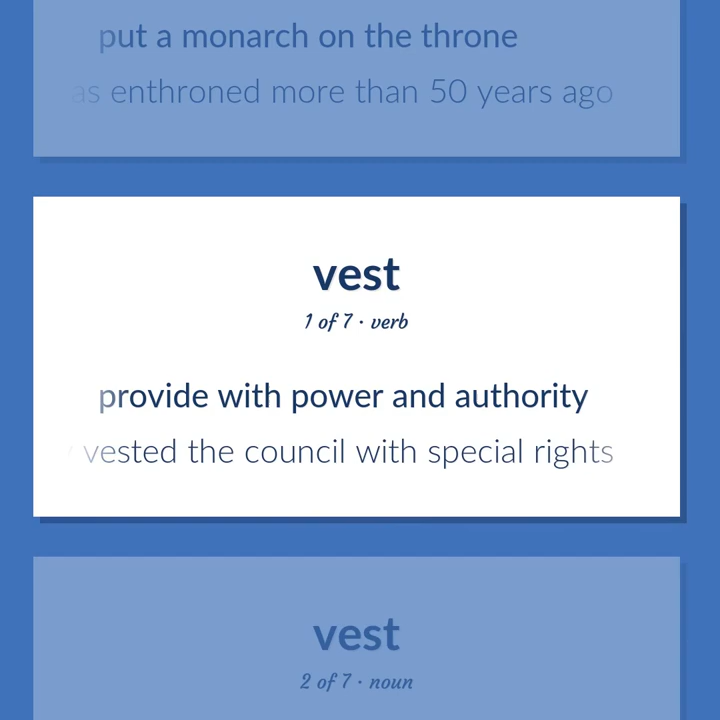 put a monarch on the throne
as enthroned more than 50 years ago
vest
1 of 7 · verb
provide with power and authority
vested the council with special rights
vest
2 of 7 · noun